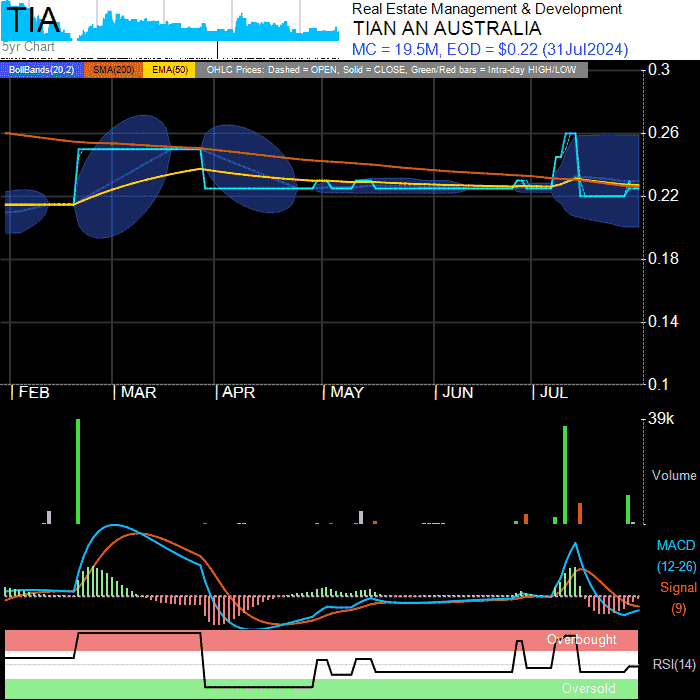 TIA
5yr Chart
Real Estate Management & Development
TIAN AN AUSTRALIA
MC = 19.5M, EOD = $0.22 (31Jul2024)
BollBands(20,2) SMA(200) EMA(50) OHLC Prices: Dashed = OPEN, Solid = CLOSE, Green/Red bars = Intra-day HIGH/LOW
0.3
0.26
0.22
0.18
0.14
0.1
FEB MAR APR MAY JUN JUL
39k
Volume
MACD
(12-26)
Signal
(9)
Overbought
RSI(14)
Oversold